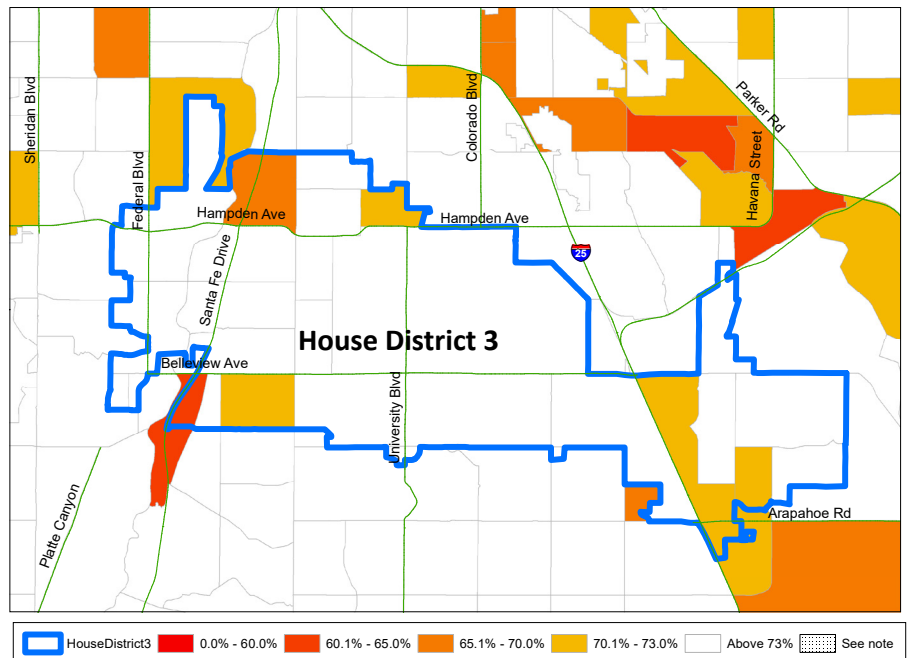 Sheridan Blvd
Federal Blvd
Santa Fe Drive
Colorado Blvd
Parker Rd
Havana Street
Hampden Ave
Hampden Ave
25
House District 3
Belleview Ave
University Blvd
Platte Canyon
Arapahoe Rd
HouseDistrict3 0.0% - 60.0% 60.1% - 65.0% 65.1% - 70.0% 70.1% - 73.0% Above 73% See note